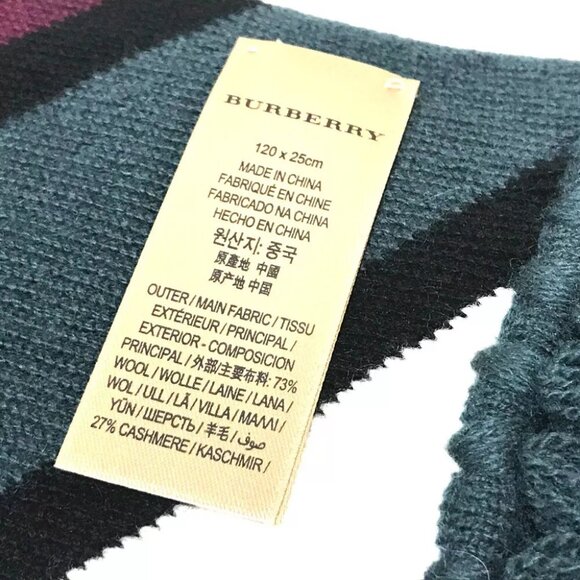 BURBERRY
120 x 25cm
MADE IN CHINA
FABRIQUÉ EN CHINE
FABRICADO NA CHINA
HECHO EN CHINA
원산지: 중국
原產地 中國
原产地 中国
OUTER / MAIN FABRIC / TISSU
EXTÉRIEUR / PRINCIPAL /
EXTERIOR - COMPOSICIÓN
PRINCIPAL / 外部/主要布料: 73%
WOOL / WOLLE / LAINE / LANA /
WOL / ULL / LÃ / VILLA / ΜΑΛΛΙ /
YÜN / ШЕРСТЬ / 羊毛 / صوف /
27% CASHMERE / KASCHMIR /